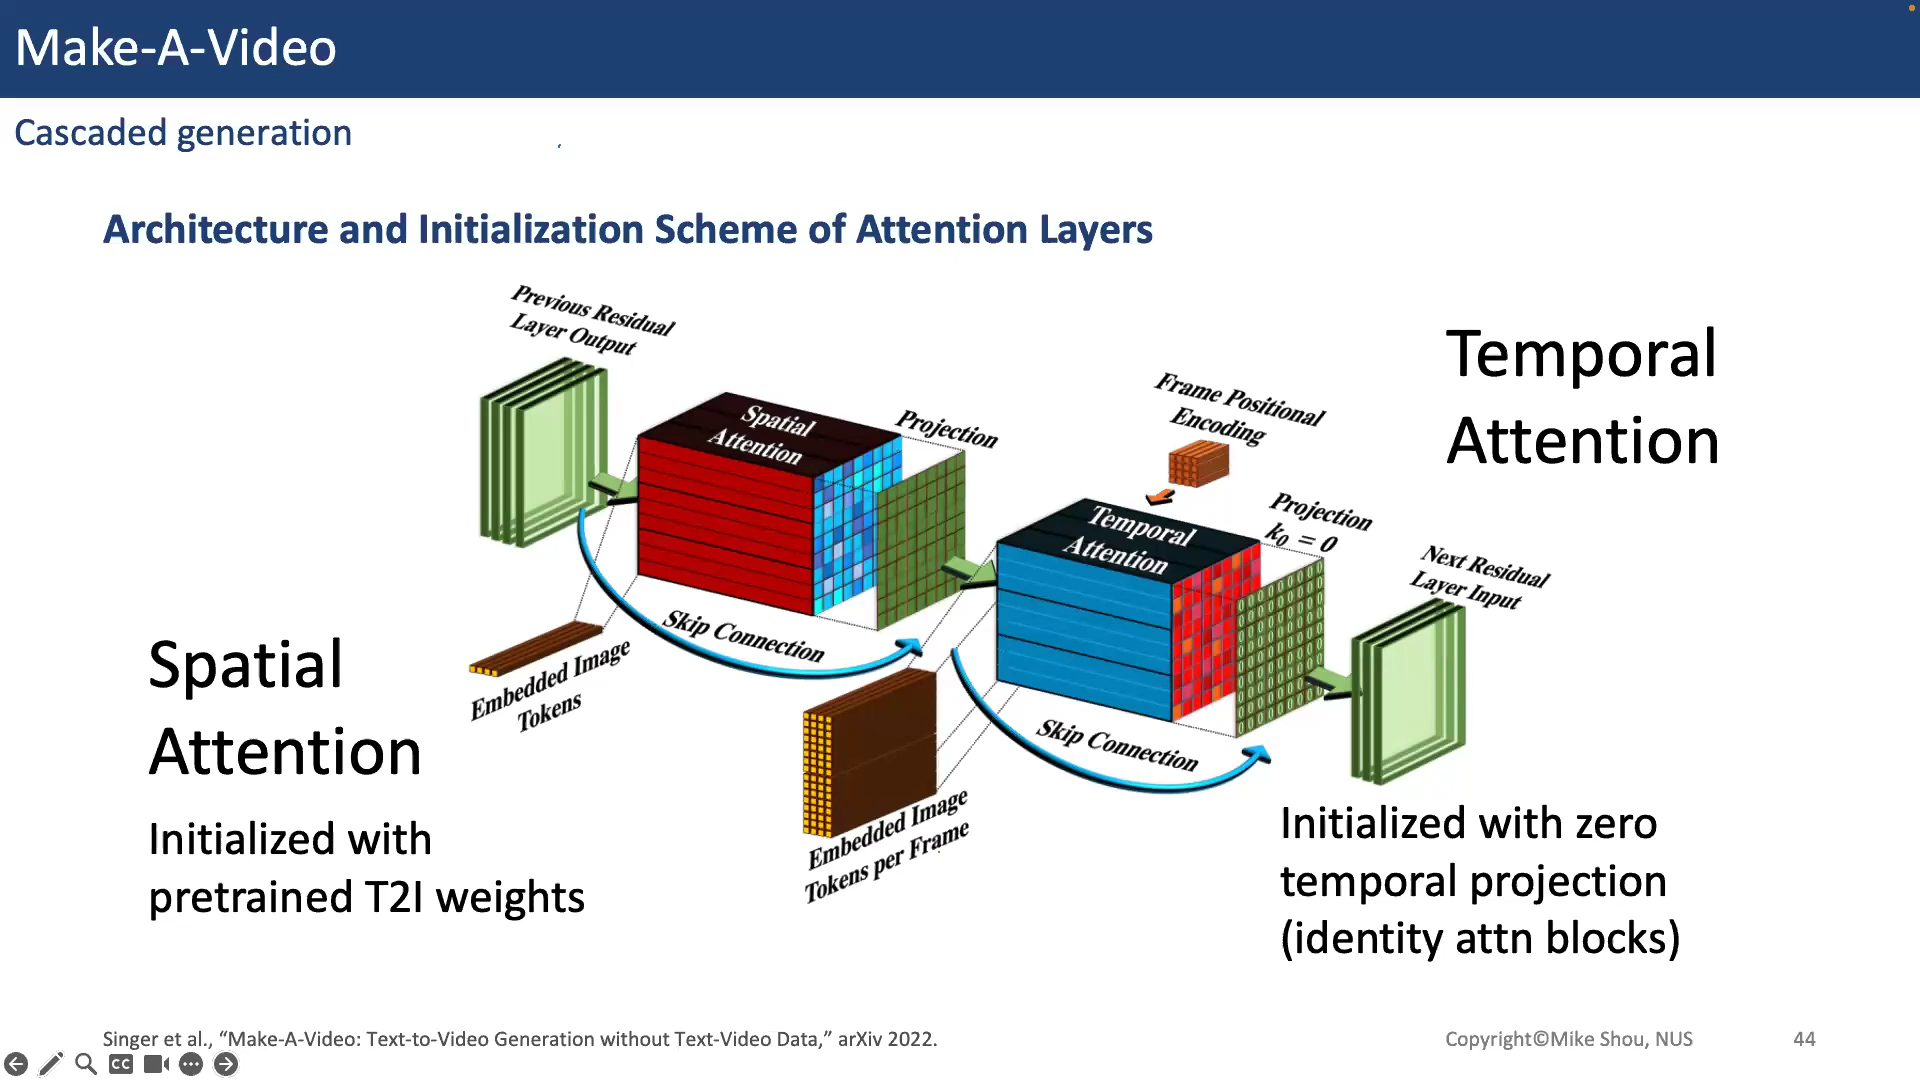 Make-A-Video
Cascaded generation
Architecture and Initialization Scheme of Attention Layers
Previous Residual
Layer Output
Spatial
Attention
Projection
Skip Connection
Embedded Image
Tokens
Frame Positional
Encoding
Temporal
Attention
Projection
k₀ = 0
Next Residual
Layer Input
Skip Connection
Embedded Image
Tokens per Frame
Temporal
Attention
Spatial
Attention
Initialized with
pretrained T2I weights
Initialized with zero
temporal projection
(identity attn blocks)
Singer et al., “Make-A-Video: Text-to-Video Generation without Text-Video Data,” arXiv 2022.
Copyright©Mike Shou, NUS
44
CC